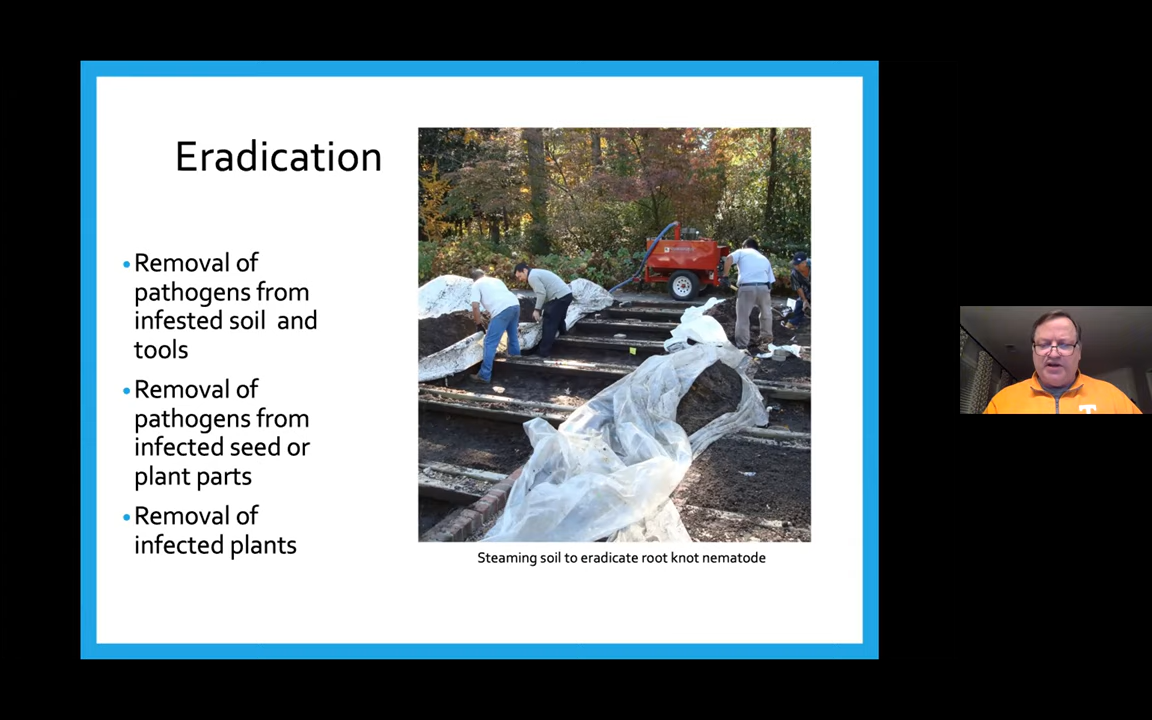 Eradication
•Removal of
pathogens from
infested soil and
tools
•Removal of
pathogens from
infected seed or
plant parts
•Removal of
infected plants
Steaming soil to eradicate root knot nematode
T